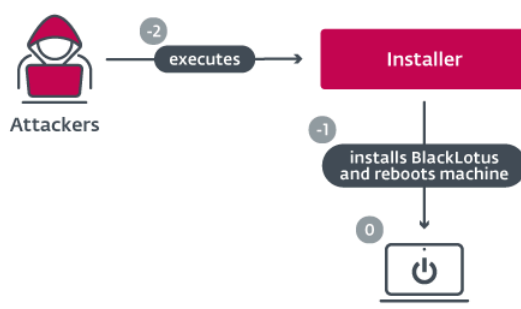 -2
executes
Installer
Attackers
-1
installs BlackLotus
and reboots machine
0